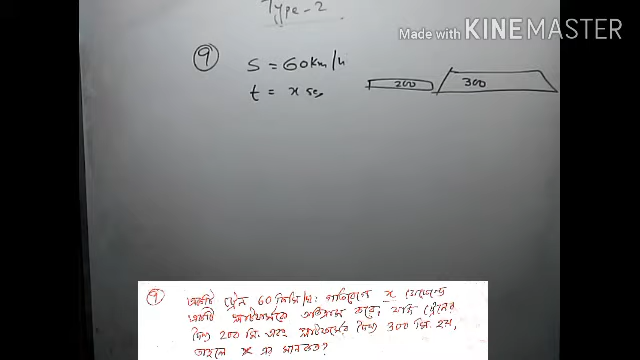 Type-2
Made with KINEMASTER
9 S = 60km/h
t = x sec
200 300
9 একটি ট্রেন 60 কিমি/ঘ: গতিবেগে x সেকেন্ডে
একটি প্লাটফর্মকে অতিক্রম করে, যদি ট্রেনের
দৈর্ঘ্য 200 মি. এবং প্লাটফর্মের দৈর্ঘ্য 300 মি. হয়,
তাহলে x এর মান কত?